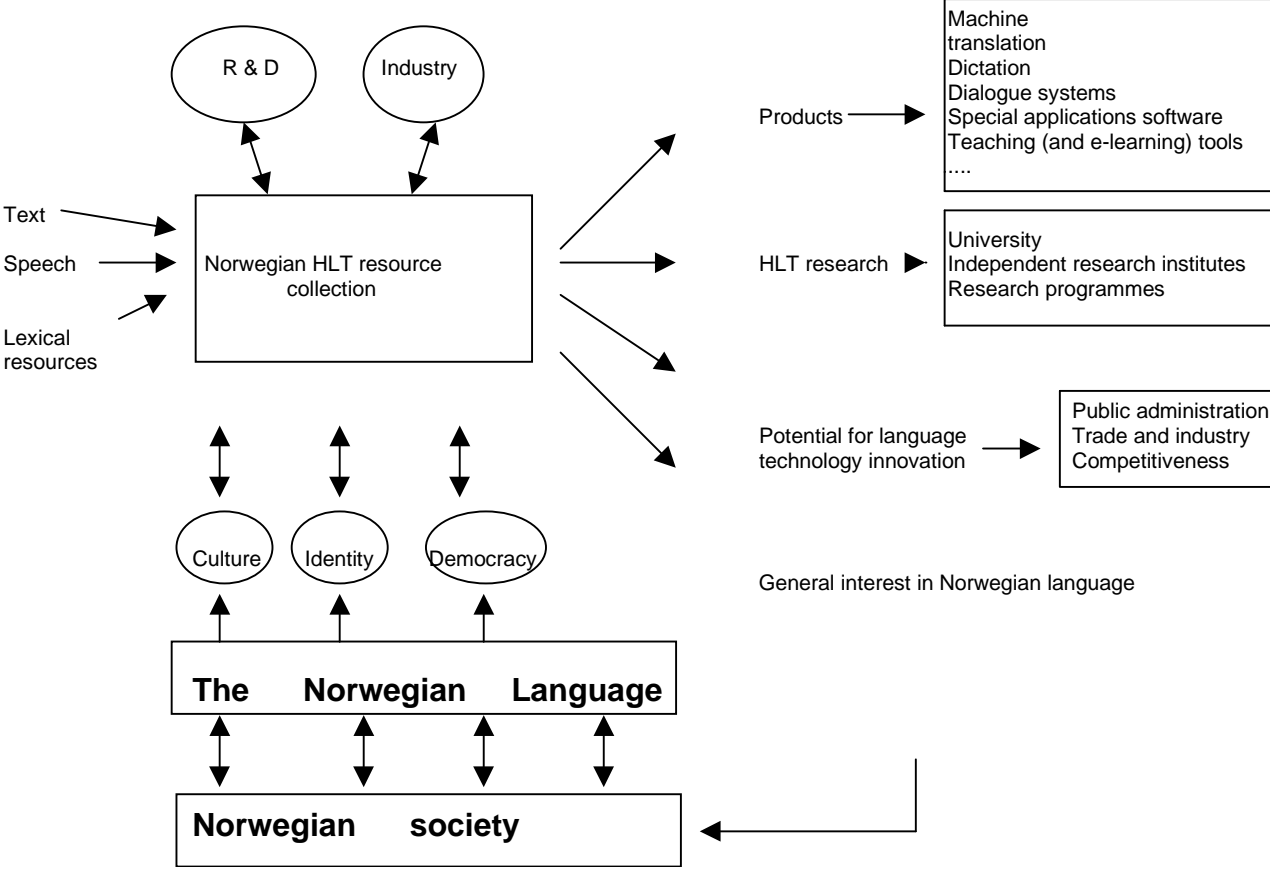 R & D
Industry
Machine
translation
Dictation
Dialogue systems
Special applications software
Teaching (and e-learning) tools
....
Products
Text
Speech
Lexical
resources
Norwegian HLT resource
collection
HLT research
University
Independent research institutes
Research programmes
Potential for language
technology innovation
Public administration
Trade and industry
Competitiveness
Culture
Identity
Democracy
General interest in Norwegian language
The Norwegian Language
Norwegian society